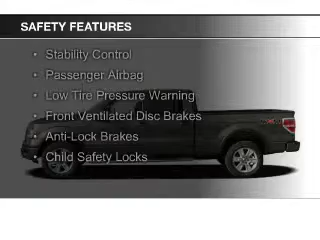 SAFETY FEATURES
• Stability Control
• Passenger Airbag
• Low Tire Pressure Warning
• Front Ventilated Disc Brakes
• Anti-Lock Brakes
• Child Safety Locks